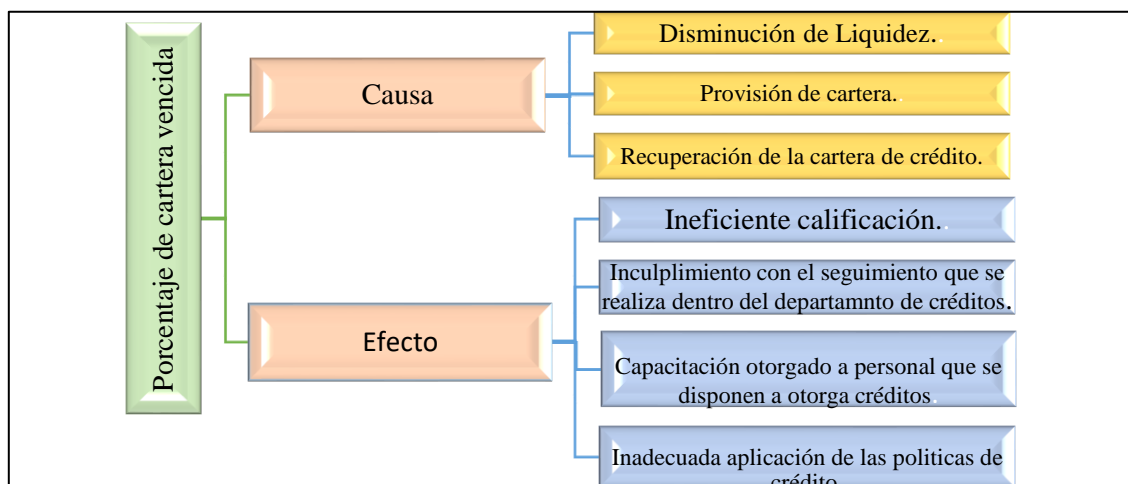 Porcentaje de cartera vencida
Causa
Disminución de Liquidez..
Provisión de cartera..
Recuperación de la cartera de crédito.
Efecto
Ineficiente calificación..
Inculplimiento con el seguimiento que se
realiza dentro del departamnto de créditos.
Capacitación otorgado a personal que se
disponen a otorga créditos.
Inadecuada aplicación de las politicas de
crédito